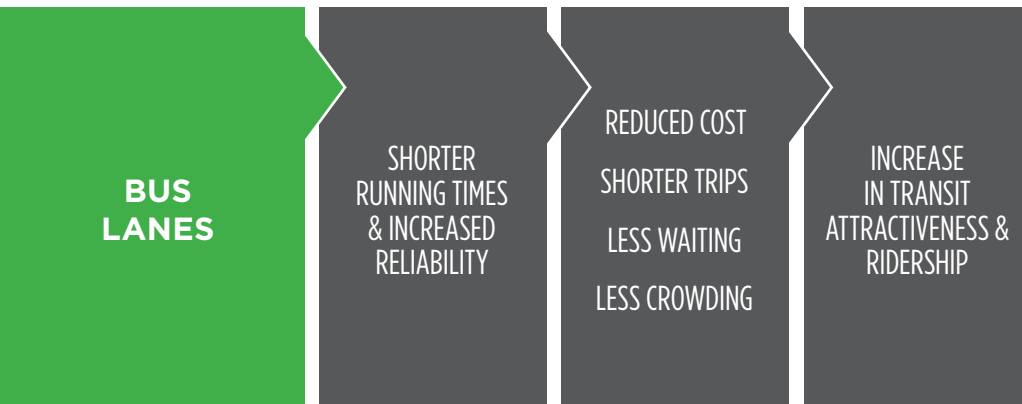 BUS
LANES
SHORTER
RUNNING TIMES
& INCREASED
RELIABILITY
REDUCED COST
SHORTER TRIPS
LESS WAITING
LESS CROWDING
INCREASE
IN TRANSIT
ATTRACTIVENESS &
RIDERSHIP